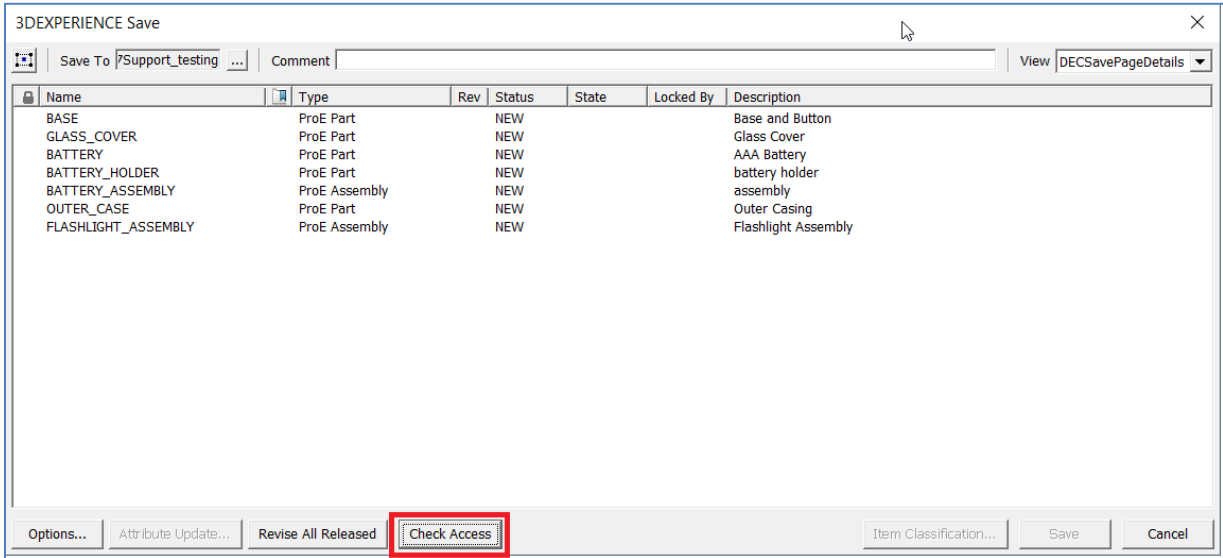 3DEXPERIENCE Save
Save To 7Support_testing ... Comment View DECSavePageDetails
Name Type Rev Status State Locked By Description
BASE ProE Part NEW Base and Button
GLASS_COVER ProE Part NEW Glass Cover
BATTERY ProE Part NEW AAA Battery
BATTERY_HOLDER ProE Part NEW battery holder
BATTERY_ASSEMBLY ProE Assembly NEW assembly
OUTER_CASE ProE Part NEW Outer Casing
FLASHLIGHT_ASSEMBLY ProE Assembly NEW Flashlight Assembly
Options... Attribute Update... Revise All Released Check Access Item Classification... Save Cancel